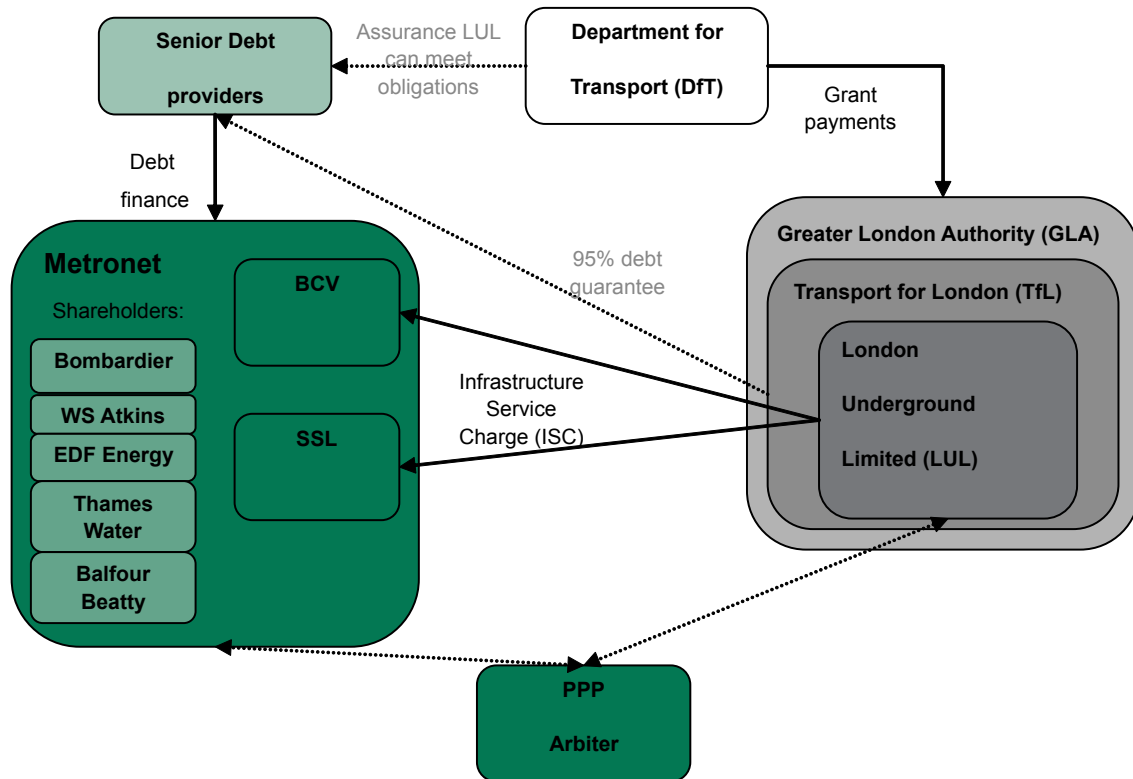 Senior Debt
providers
Assurance LUL
can meet
obligations
Department for
Transport (DfT)
Grant
payments
Debt
finance
Metronet
Shareholders:
Bombardier
WS Atkins
EDF Energy
Thames
Water
Balfour
Beatty
BCV
SSL
95% debt
guarantee
Infrastructure
Service
Charge (ISC)
Greater London Authority (GLA)
Transport for London (TfL)
London
Underground
Limited (LUL)
PPP
Arbiter